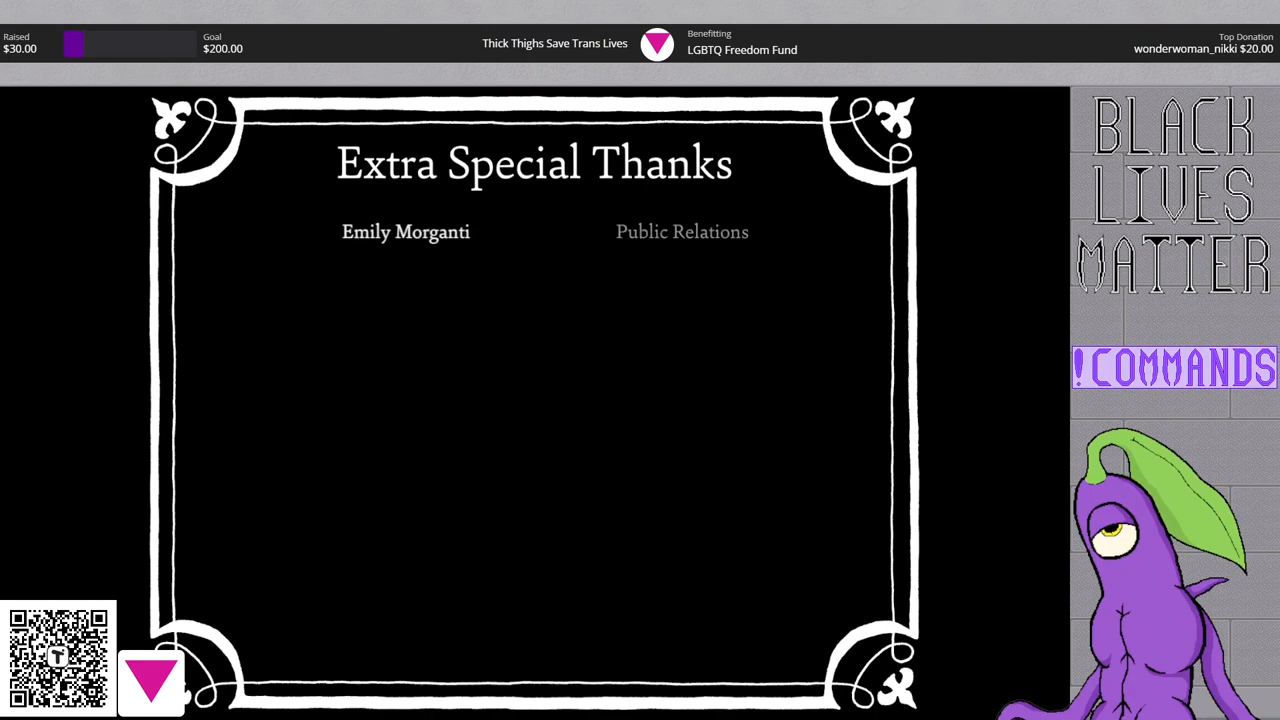 Raised
$30.00
Goal
$200.00
Thick Thighs Save Trans Lives
Benefitting
LGBTQ Freedom Fund
Top Donation
wonderwoman_nikki $20.00
Extra Special Thanks
Emily Morganti Public Relations
BLACK
LIVES
MATTER
!COMMANDS
T